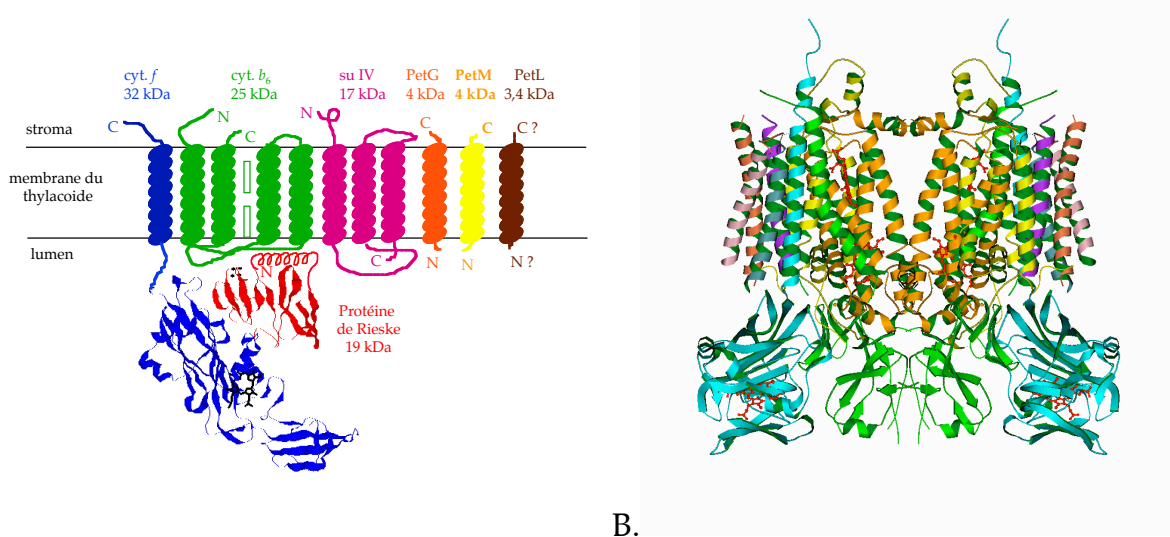 cyt. f
32 kDa
cyt. b6
25 kDa
su IV
17 kDa
PetG
4 kDa
PetM
4 kDa
PetL
3,4 kDa
C
N
C
N
C
C
C ?
stroma
membrane du
thylacoïde
lumen
N
C
N
N
N ?
Protéine
de Rieske
19 kDa
B.